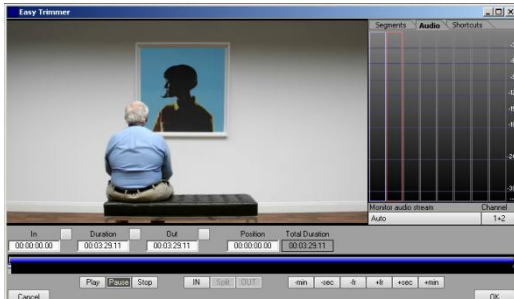 Easy Trimmer
Segments Audio Shortcuts
Monitor audio stream Channel
Auto 1+2
In Duration Out Position Total Duration
00:00:00.00 00:03:29.11 00:03:29.11 00:00:00.00 00:03:29.11
Play Pause Stop IN Split OUT -min -sec -fr +fr +sec +min
Cancel OK